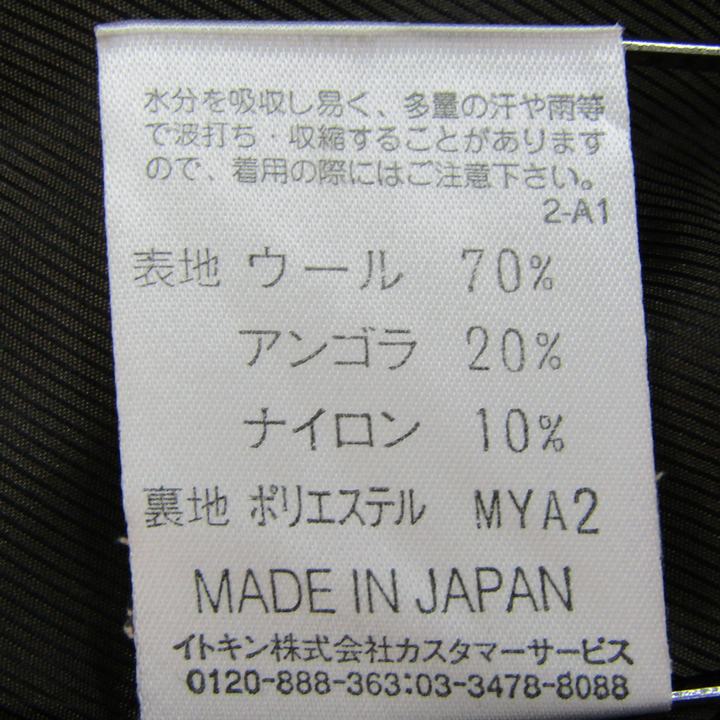 水分を吸収し易く、多量の汗や雨等
で波打ち・収縮することがあります
ので、着用の際にはご注意下さい。
2-A1
表地 ウール 70%
アンゴラ 20%
ナイロン 10%
裏地 ポリエステル MYA2
MADE IN JAPAN
イトキン株式会社カスタマーサービス
0120-888-363:03-3478-8088